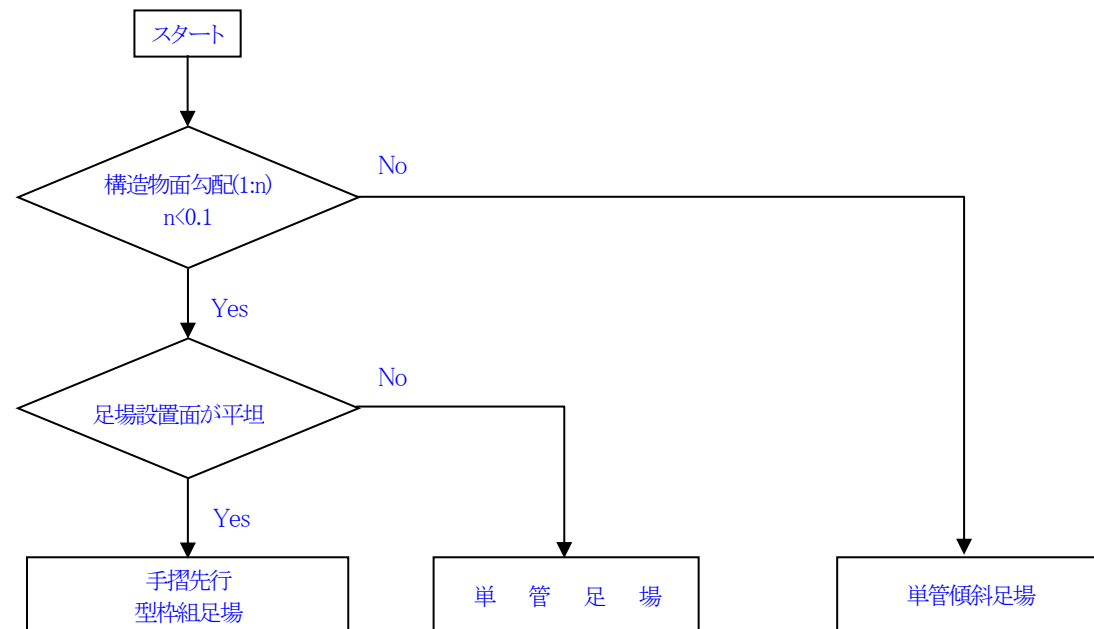 スタート
No
構造物面勾配(1:n)
n<0.1
Yes
No
足場設置面が平坦
Yes
手摺先行
型枠組足場
単 管 足 場
単管傾斜足場